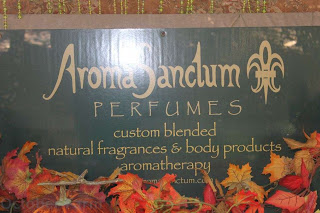 AromaSanctum
PERFUMES
custom blended
natural fragrances & body products
aromatherapy